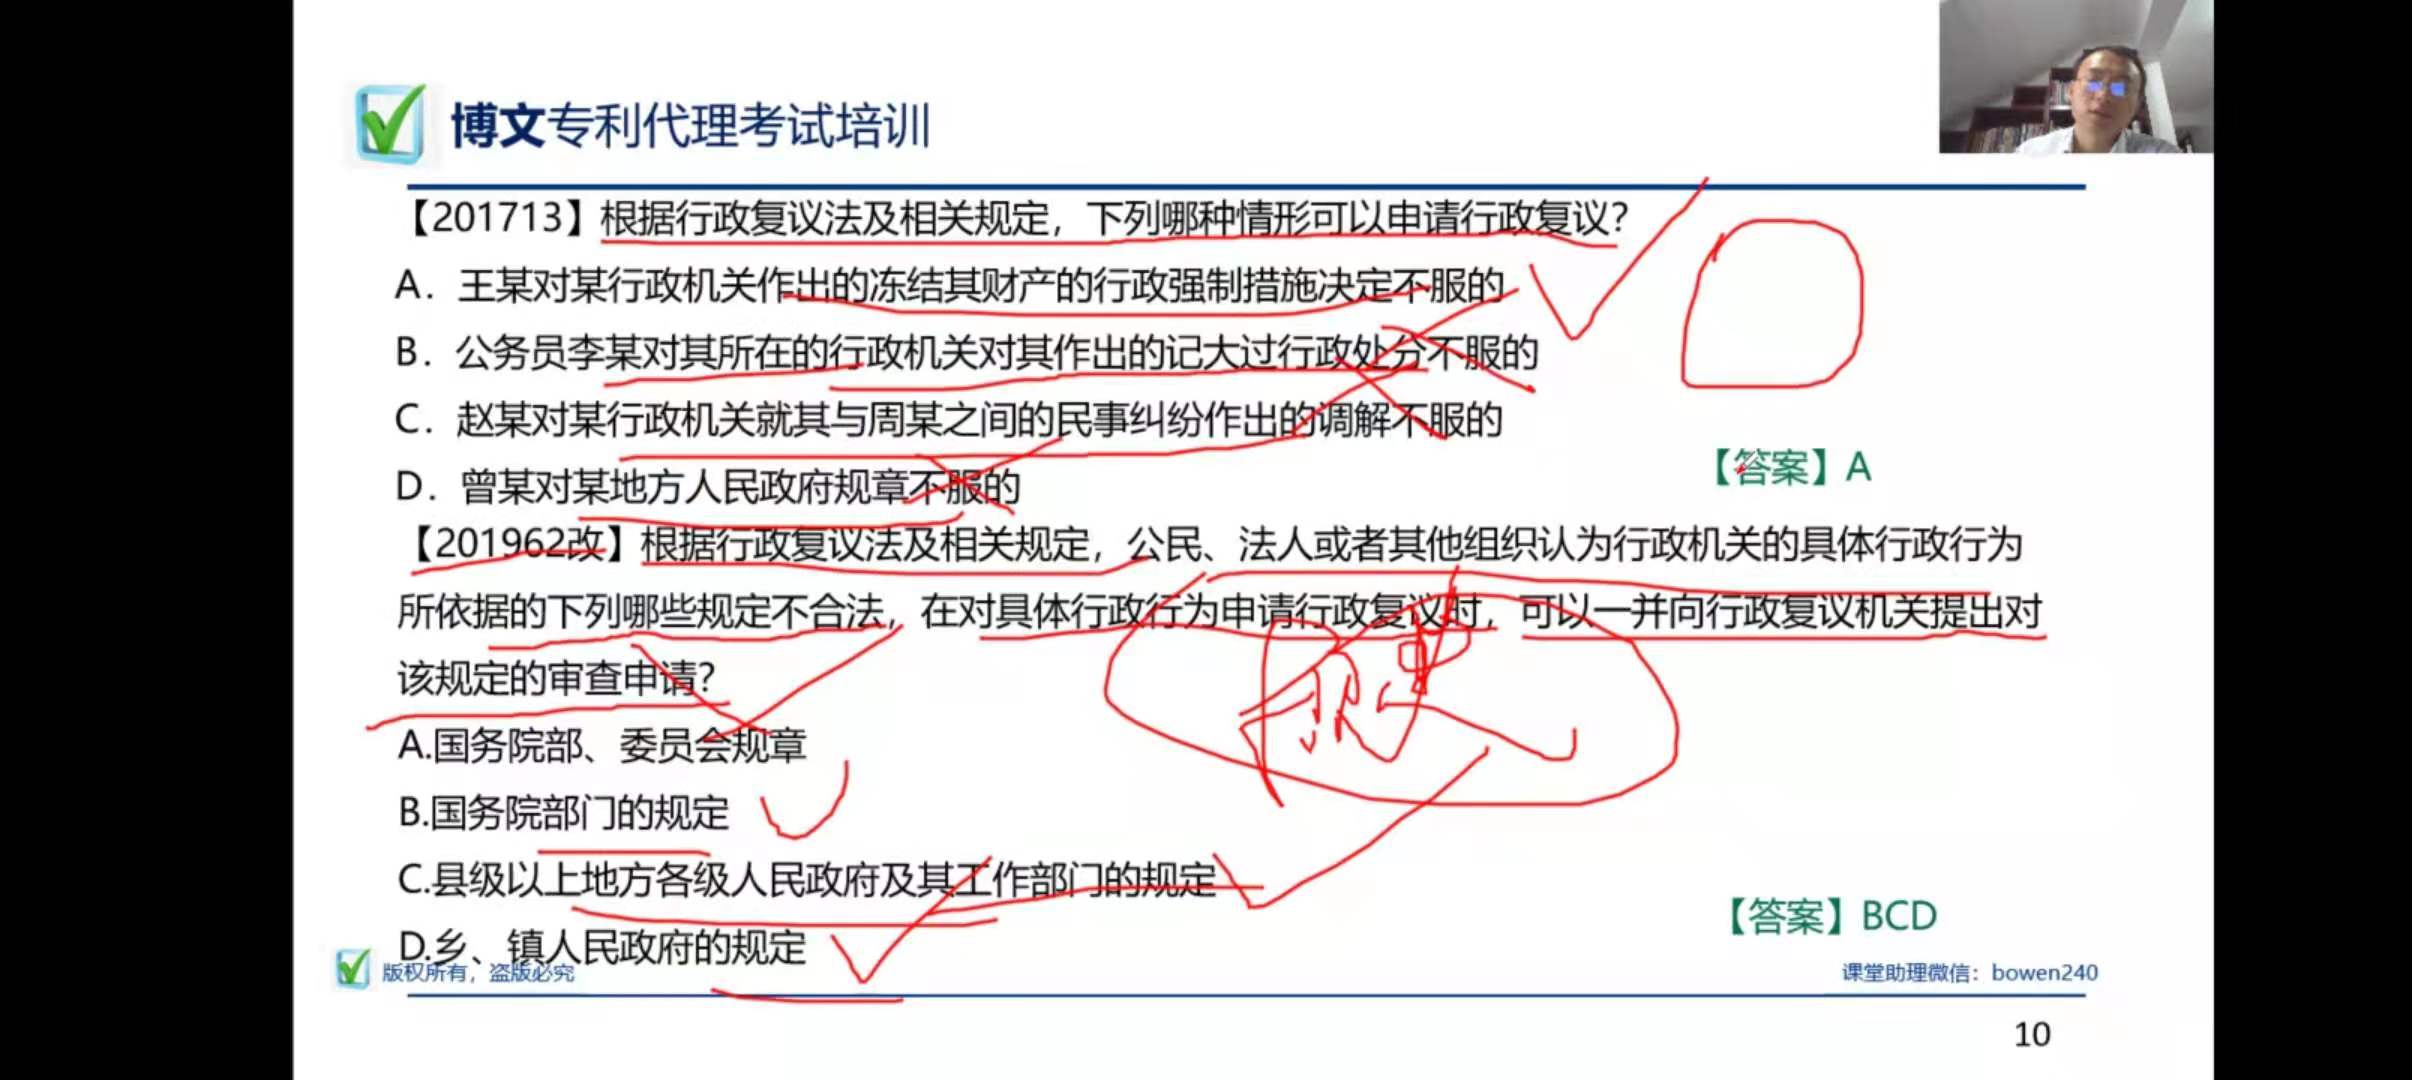 博文专利代理考试培训
【201713】根据行政复议法及相关规定，下列哪种情形可以申请行政复议？
A．王某对某行政机关作出的冻结其财产的行政强制措施决定不服的
B．公务员李某对其所在的行政机关对其作出的记大过行政处分不服的
C．赵某对某行政机关就其与周某之间的民事纠纷作出的调解不服的
D．曾某对某地方人民政府规章不服的
【答案】A
【201962改】根据行政复议法及相关规定，公民、法人或者其他组织认为行政机关的具体行政行为
所依据的下列哪些规定不合法，在对具体行政行为申请行政复议时，可以一并向行政复议机关提出对
该规定的审查申请？
A.国务院部、委员会规章
B.国务院部门的规定
C.县级以上地方各级人民政府及其工作部门的规定
D.乡、镇人民政府的规定
【答案】BCD
版权所有，盗版必究
课堂助理微信：bowen240
10